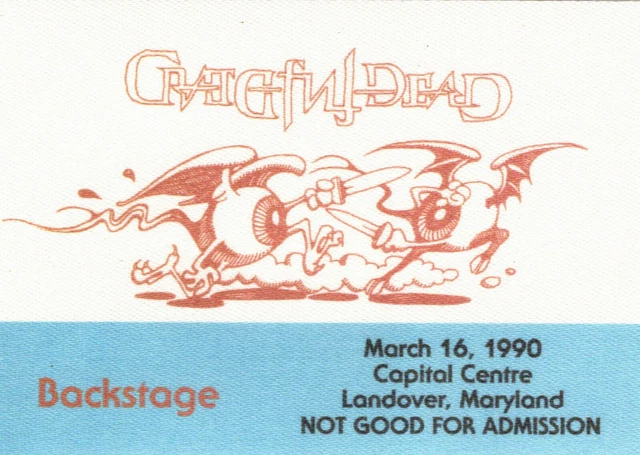 GRATEFUL DEAD
March 16, 1990
Capital Centre
Landover, Maryland
NOT GOOD FOR ADMISSION
Backstage